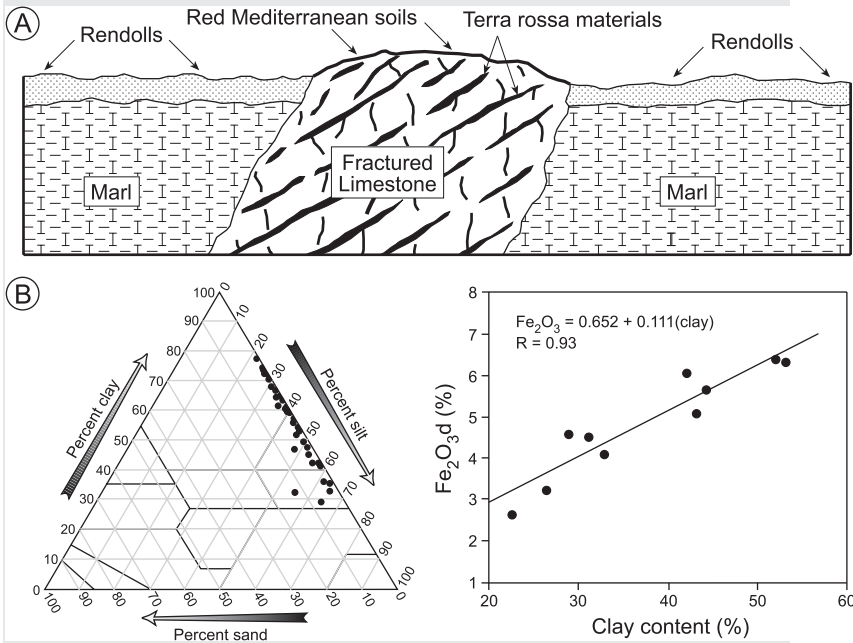 A
Rendolls
Red Mediterranean soils
Terra rossa materials
Rendolls
Marl
Fractured
Limestone
Marl
B
100
90
80
70
60
50
40
30
20
10
0
Percent clay
0
10
20
30
40
50
60
70
80
90
100
Percent silt
100
90
80
70
60
50
40
30
20
10
0
Percent sand
Fe₂O₃ = 0.652 + 0.111(clay)
R = 0.93
8
7
6
5
4
3
2
1
Fe₂O₃d (%)
20
30
40
50
60
Clay content (%)